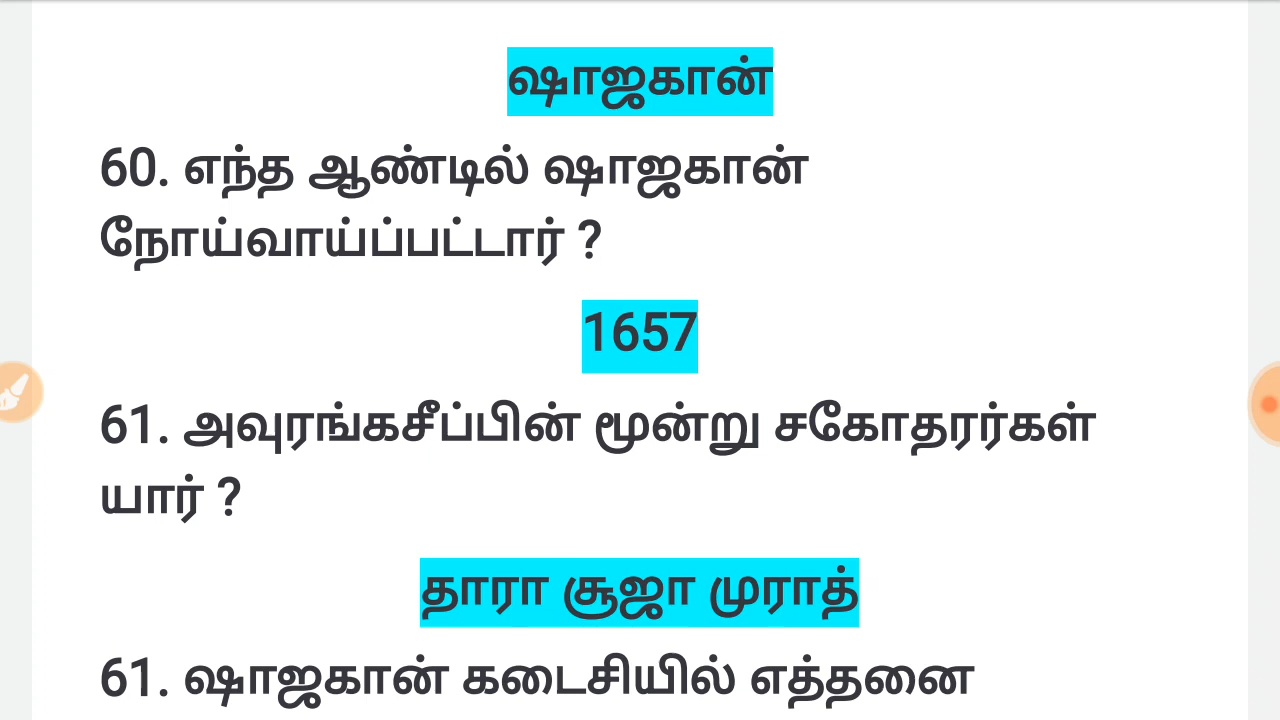 ஷாஜகான்
60. எந்த ஆண்டில் ஷாஜகான்
நோய்வாய்ப்பட்டார் ?
1657
61. அவுரங்கசீப்பின் மூன்று சகோதரர்கள்
யார் ?
தாரா சூஜா முராத்
61. ஷாஜகான் கடைசியில் எத்தனை